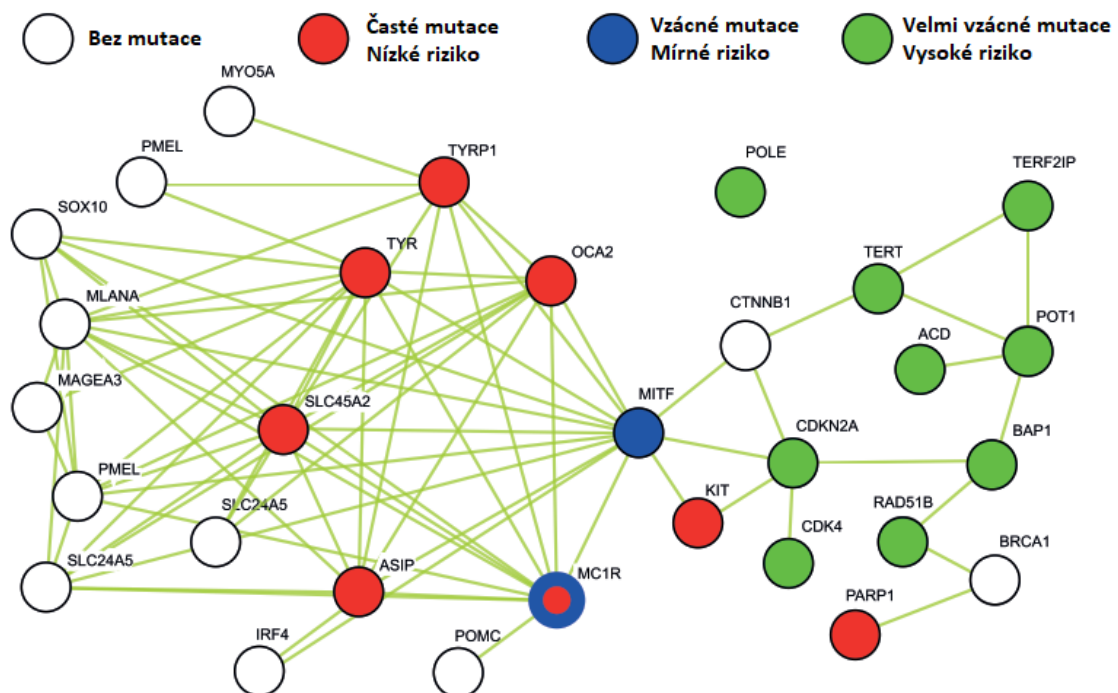 Bez mutace
Časté mutace
Nízké riziko
Vzácné mutace
Mírné riziko
Velmi vzácné mutace
Vysoké riziko
MYO5A
PMEL
TYRP1
POLE
TERF2IP
SOX10
TYR
OCA2
TERT
MLANA
CTNNB1
ACD
POT1
MAGEA3
SLC45A2
MITF
CDKN2A
BAP1
PMEL
SLC24A5
KIT
RAD51B
CDK4
BRCA1
SLC24A5
ASIP
MC1R
PARP1
IRF4
POMC